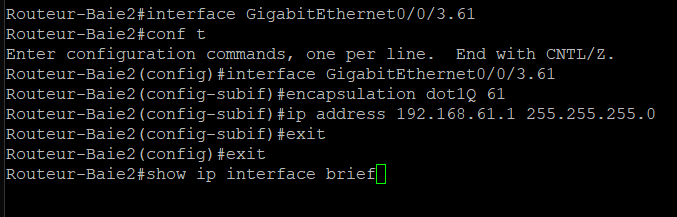 Routeur-Baie2#interface GigabitEthernet0/0/3.61
Routeur-Baie2#conf t
Enter configuration commands, one per line.  End with CNTL/Z.
Routeur-Baie2(config)#interface GigabitEthernet0/0/3.61
Routeur-Baie2(config-subif)#encapsulation dot1Q 61
Routeur-Baie2(config-subif)#ip address 192.168.61.1 255.255.255.0
Routeur-Baie2(config-subif)#exit
Routeur-Baie2(config)#exit
Routeur-Baie2#show ip interface brief